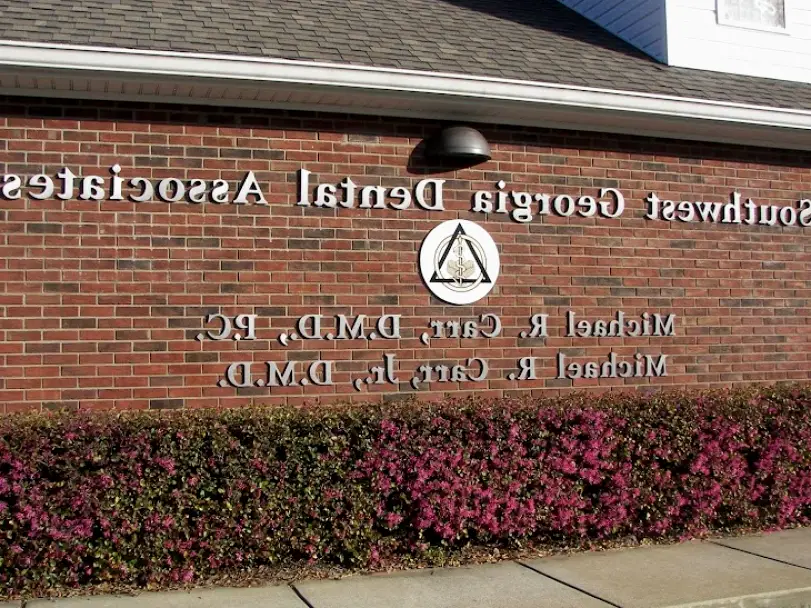 Southwest Georgia Dental Associates
Michael R. Carr, D.M.D., P.C.
Michael R. Carr, Jr., D.M.D.